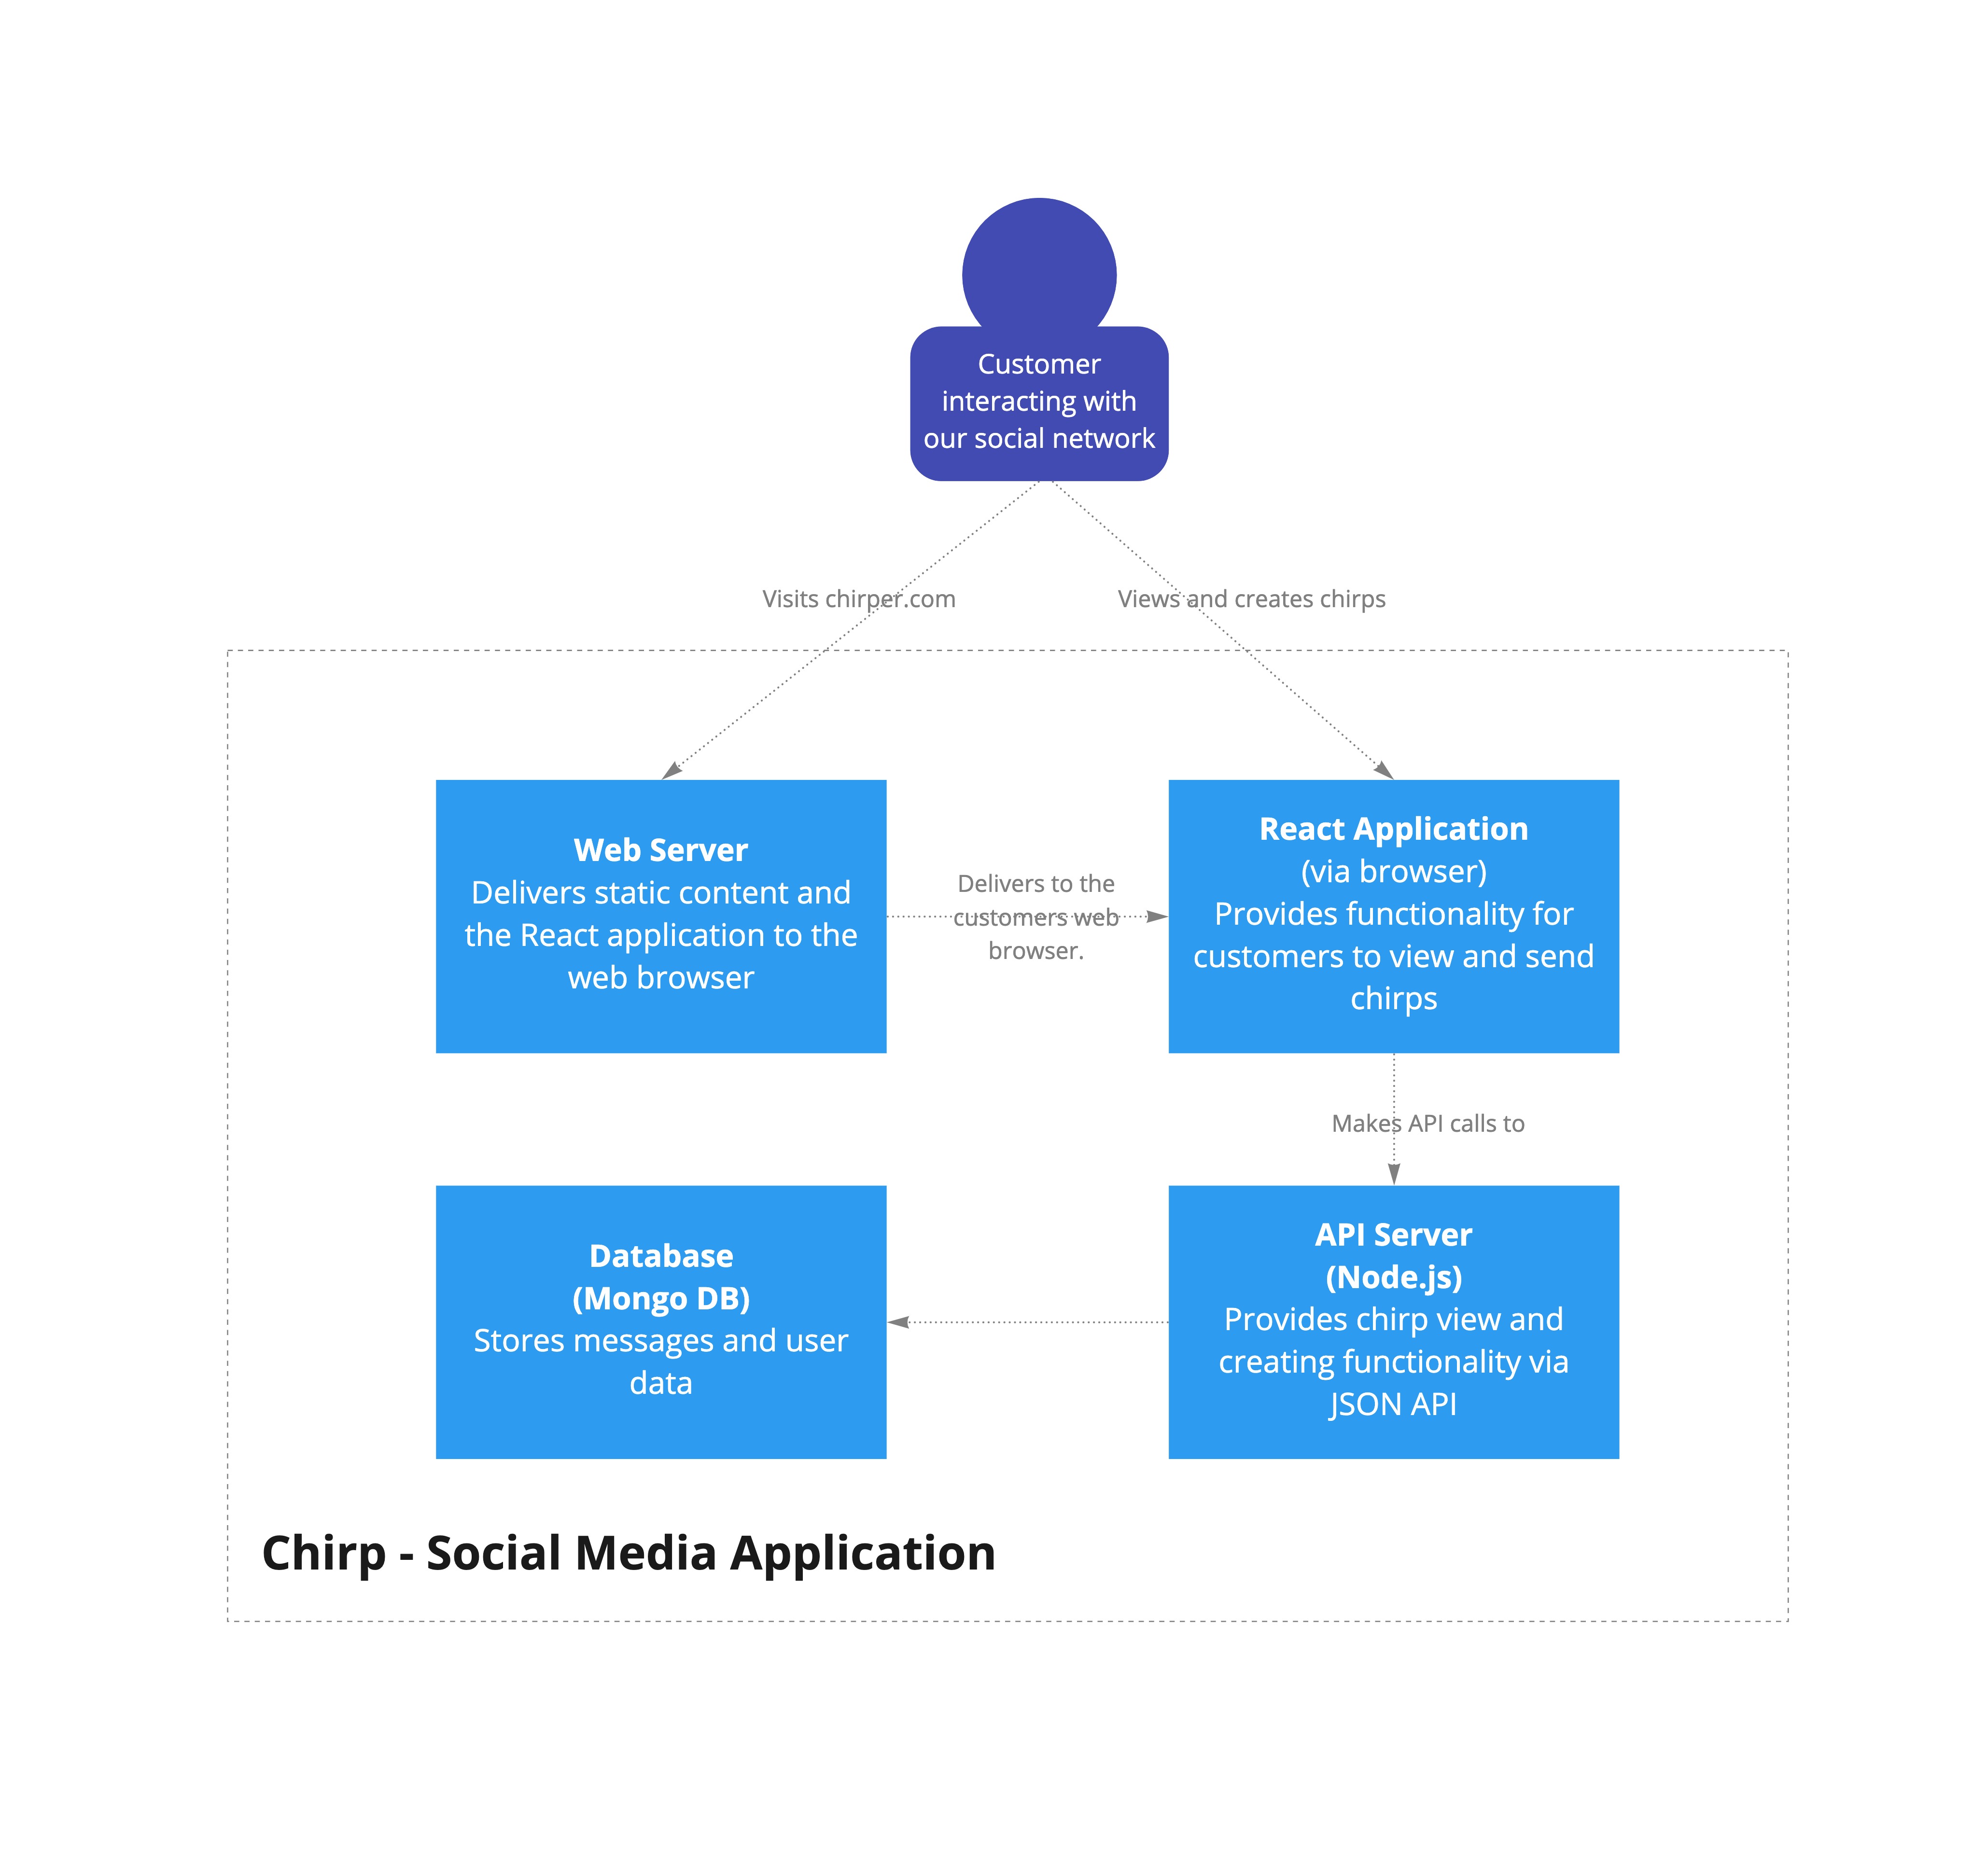 Customer
interacting with
our social network
Visits chirper.com
Views and creates chirps
Web Server
Delivers static content and
the React application to the
web browser
Delivers to the
customers web
browser.
React Application
(via browser)
Provides functionality for
customers to view and send
chirps
Makes API calls to
Database
(Mongo DB)
Stores messages and user
data
API Server
(Node.js)
Provides chirp view and
creating functionality via
JSON API
Chirp - Social Media Application